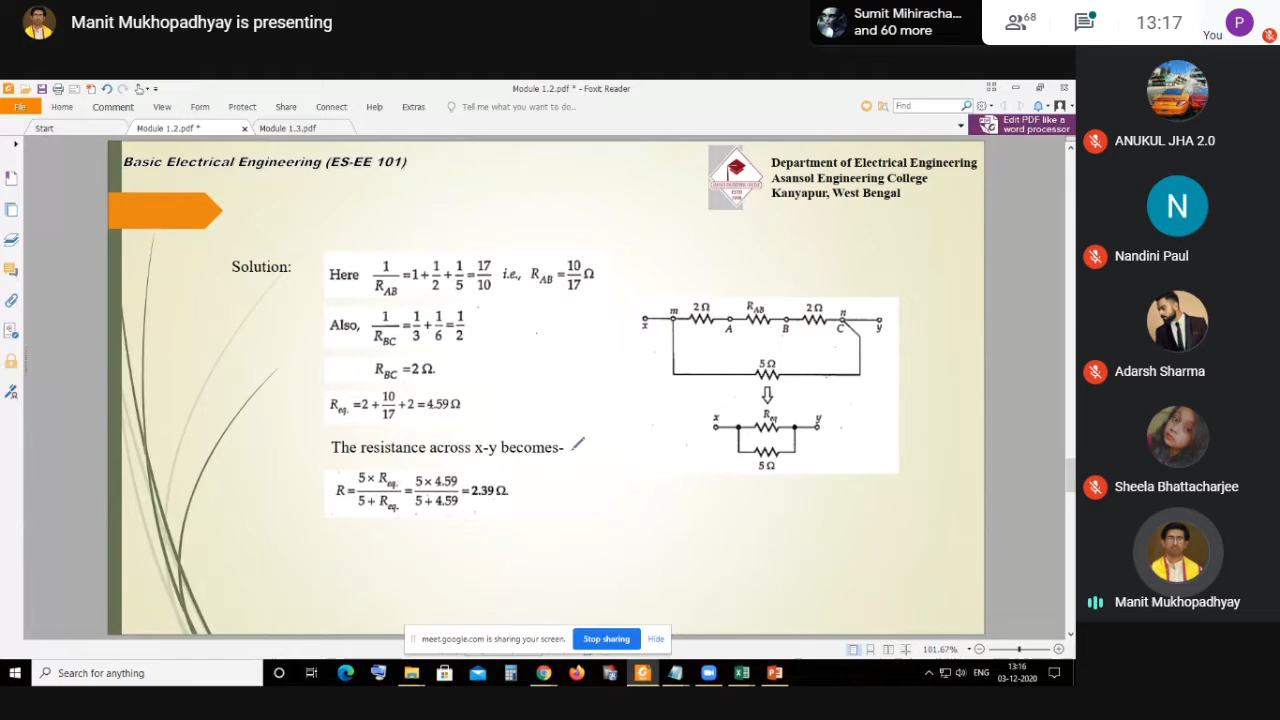 Manit Mukhopadhyay is presenting
Sumit Mihiracha...
and 60 more
68
13:17
You
P
Module 1.2.pdf * - Foxit Reader
File Home Comment View Form Protect Share Connect Help Extras Tell me what you want to do..
Find
Start Module 1.2.pdf * Module 1.3.pdf
Edit PDF like a
word processor
Basic Electrical Engineering (ES-EE 101)
Department of Electrical Engineering
Asansol Engineering College
Kanyapur, West Bengal
Solution:
Here 1/R_AB = 1 + 1/2 + 1/5 = 17/10 i.e., R_AB = 10/17 Ω
Also, 1/R_BC = 1/3 + 1/6 = 1/2
R_BC = 2 Ω.
R_eq. = 2 + 10/17 + 2 = 4.59 Ω
The resistance across x-y becomes-
R = 5 × R_eq. / 5 + R_eq. = 5 × 4.59 / 5 + 4.59 = 2.39 Ω.
x m 2 Ω A R_AB B 2 Ω n C y
5 Ω
x R_eq y
5 Ω
meet.google.com is sharing your screen. Stop sharing Hide
101.67%
Search for anything
ENG
13:16
03-12-2020
ANUKUL JHA 2.0
N
Nandini Paul
Adarsh Sharma
Sheela Bhattacharjee
Manit Mukhopadhyay